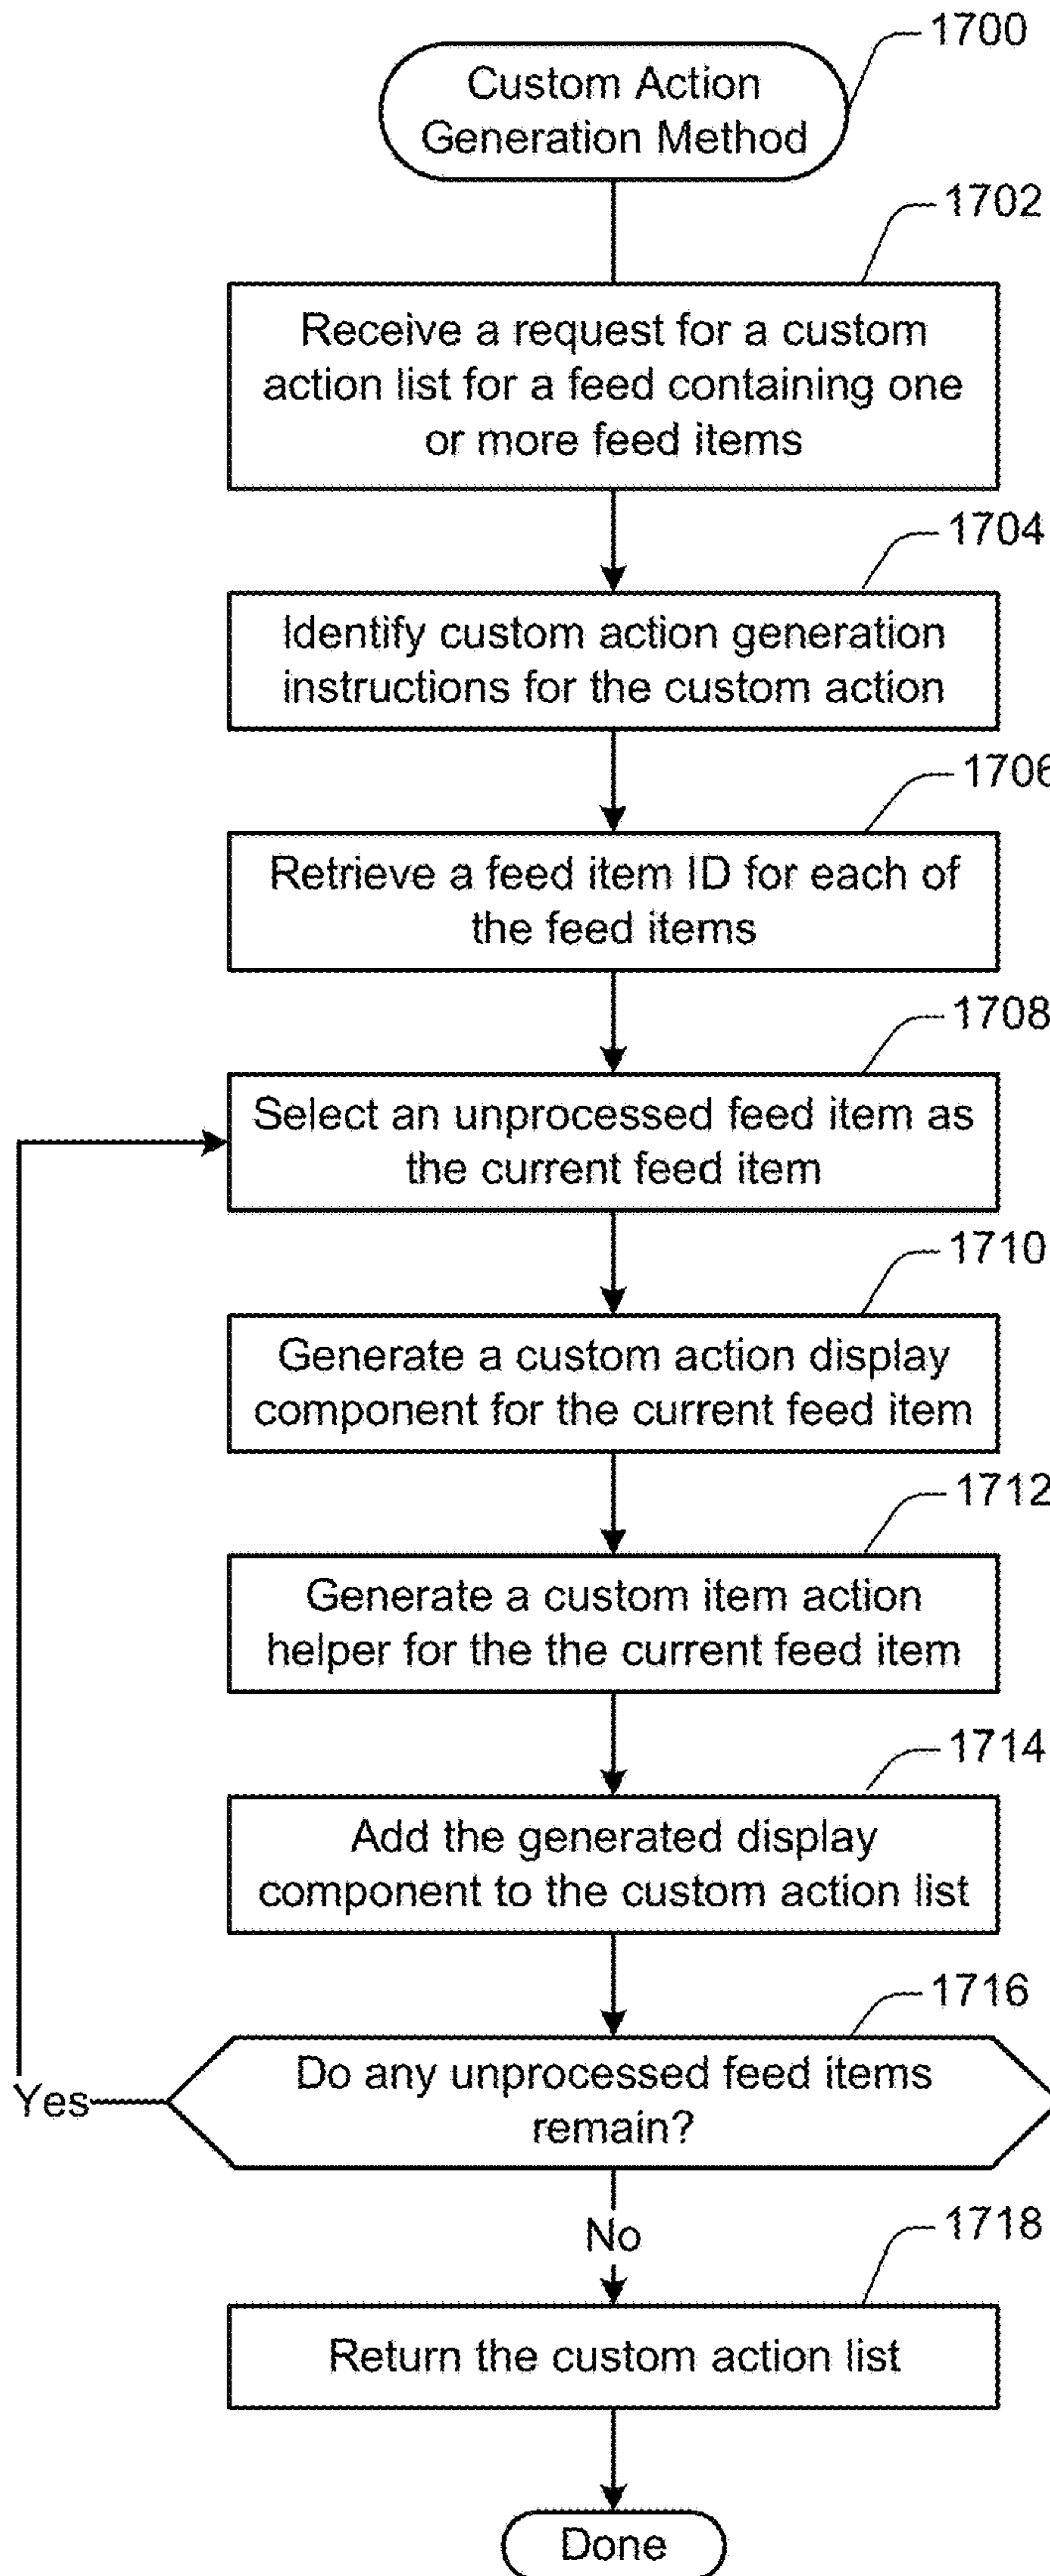 1700
Custom Action
Generation Method
1702
Receive a request for a custom
action list for a feed containing one
or more feed items
1704
Identify custom action generation
instructions for the custom action
1706
Retrieve a feed item ID for each of
the feed items
1708
Select an unprocessed feed item as
the current feed item
1710
Generate a custom action display
component for the current feed item
1712
Generate a custom item action
helper for the the current feed item
1714
Add the generated display
component to the custom action list
1716
Do any unprocessed feed items
remain?
Yes
No
1718
Return the custom action list
Done